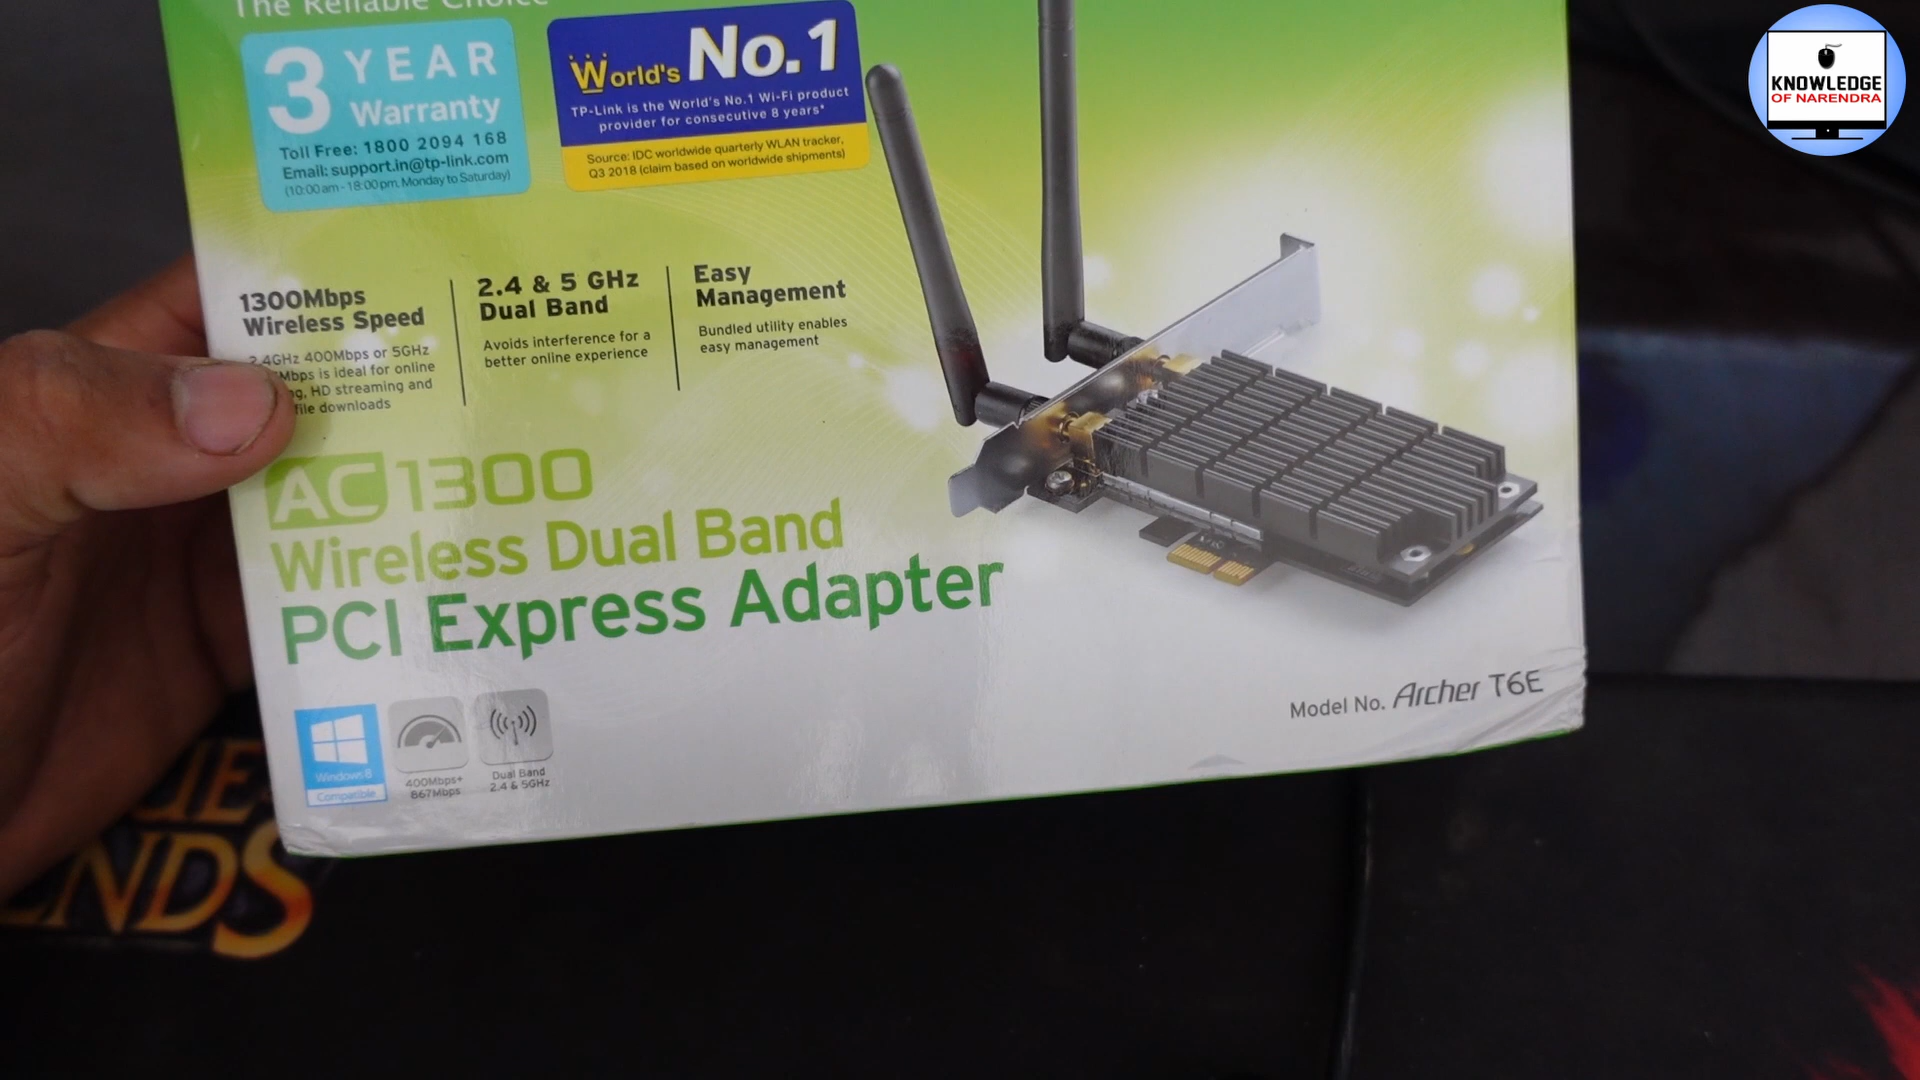 The Reliable Choice
3 YEAR
Warranty
Toll Free: 1800 2094 168
Email: support.in@tp-link.com
(10:00am - 18:00pm, Monday to Saturday)
World's No.1
TP-Link is the World's No.1 Wi-Fi product
provider for consecutive 8 years*
Source: IDC worldwide quarterly WLAN tracker,
Q3 2018 (claim based on worldwide shipments)
KNOWLEDGE
OF NARENDRA
1300Mbps
Wireless Speed
2.4GHz 400Mbps or 5GHz
Mbps is ideal for online
HD streaming and
file downloads
2.4 & 5 GHz
Dual Band
Avoids interference for a
better online experience
Easy
Management
Bundled utility enables
easy management
AC1300
Wireless Dual Band
PCI Express Adapter
Model No. Archer T6E
Windows 8
Compatible
400Mbps+
867Mbps
Dual Band
2.4 & 5GHz
ENDS